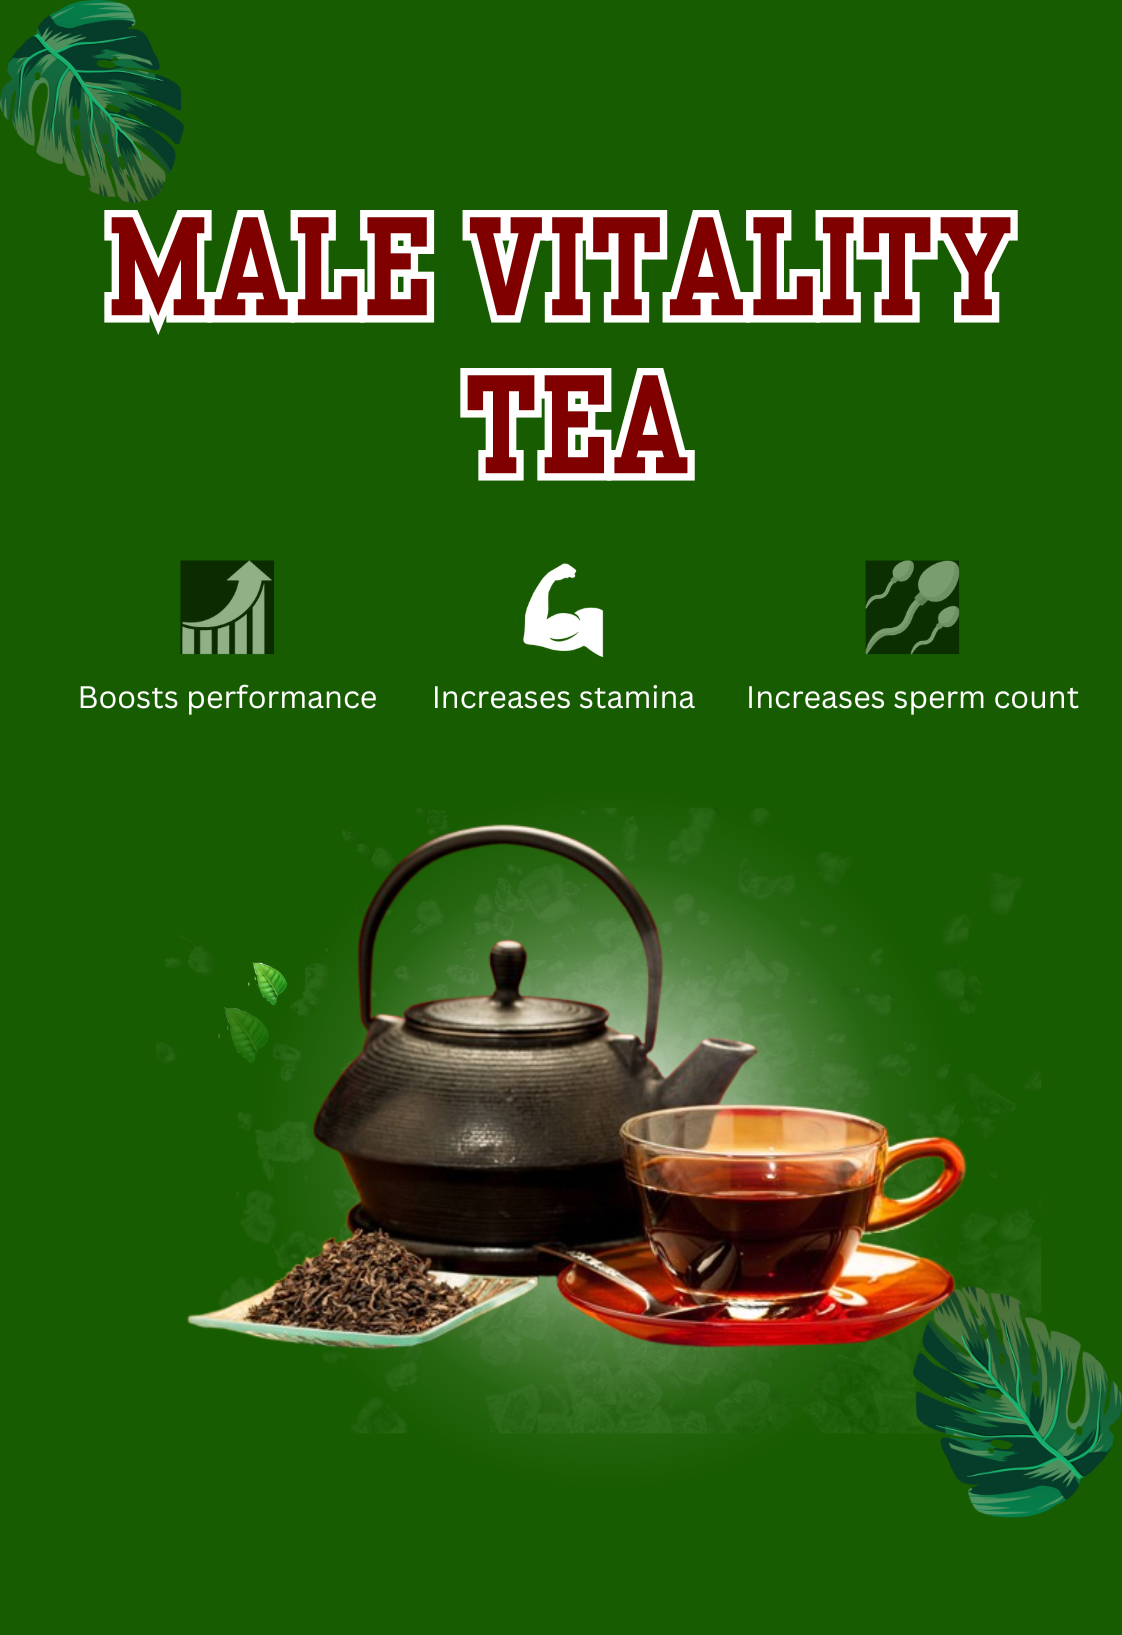 MALE VITALITY
TEA
Boosts performance
Increases stamina
Increases sperm count